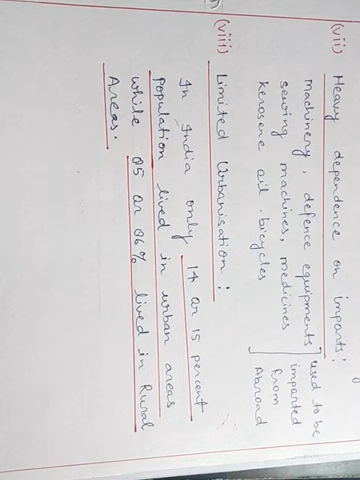 (vii) Heavy dependence on imports:
machinery, defence equipments
sewing machines, medicines
kerosene oil, bicycles
used to be
imported
from
Abroad
(viii) Limited Urbanisation:
In India only 14 or 15 percent
population lived in urban areas
while 85 or 86% lived in Rural
Areas.